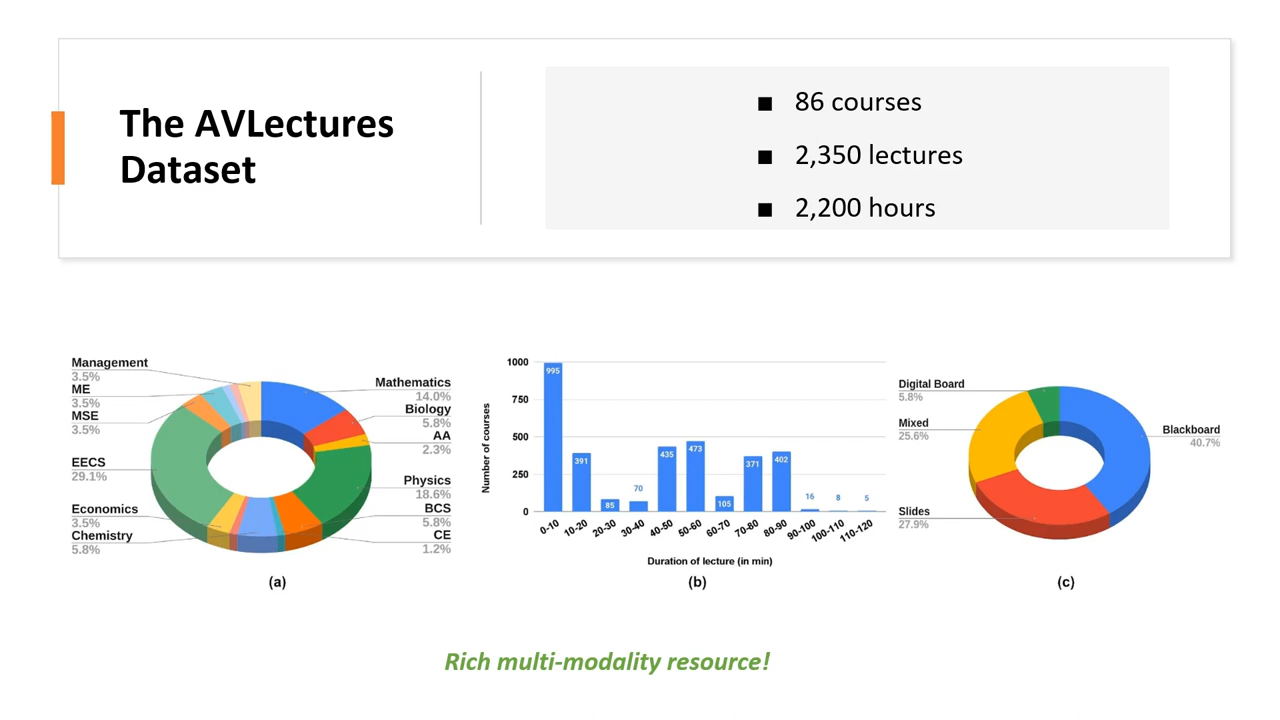 The AVLectures
Dataset
■ 86 courses
■ 2,350 lectures
■ 2,200 hours
Management
3.5%
ME
3.5%
MSE
3.5%
EECS
29.1%
Economics
3.5%
Chemistry
5.8%
Mathematics
14.0%
Biology
5.8%
AA
2.3%
Physics
18.6%
BCS
5.8%
CE
1.2%
(a)
Number of courses
1000
750
500
250
0
995
391
85
70
435
473
105
371
402
16
8
5
0-10
10-20
20-30
30-40
40-50
50-60
60-70
70-80
80-90
90-100
100-110
110-120
Duration of lecture (in min)
(b)
Digital Board
5.8%
Mixed
25.6%
Slides
27.9%
Blackboard
40.7%
(c)
Rich multi-modality resource!